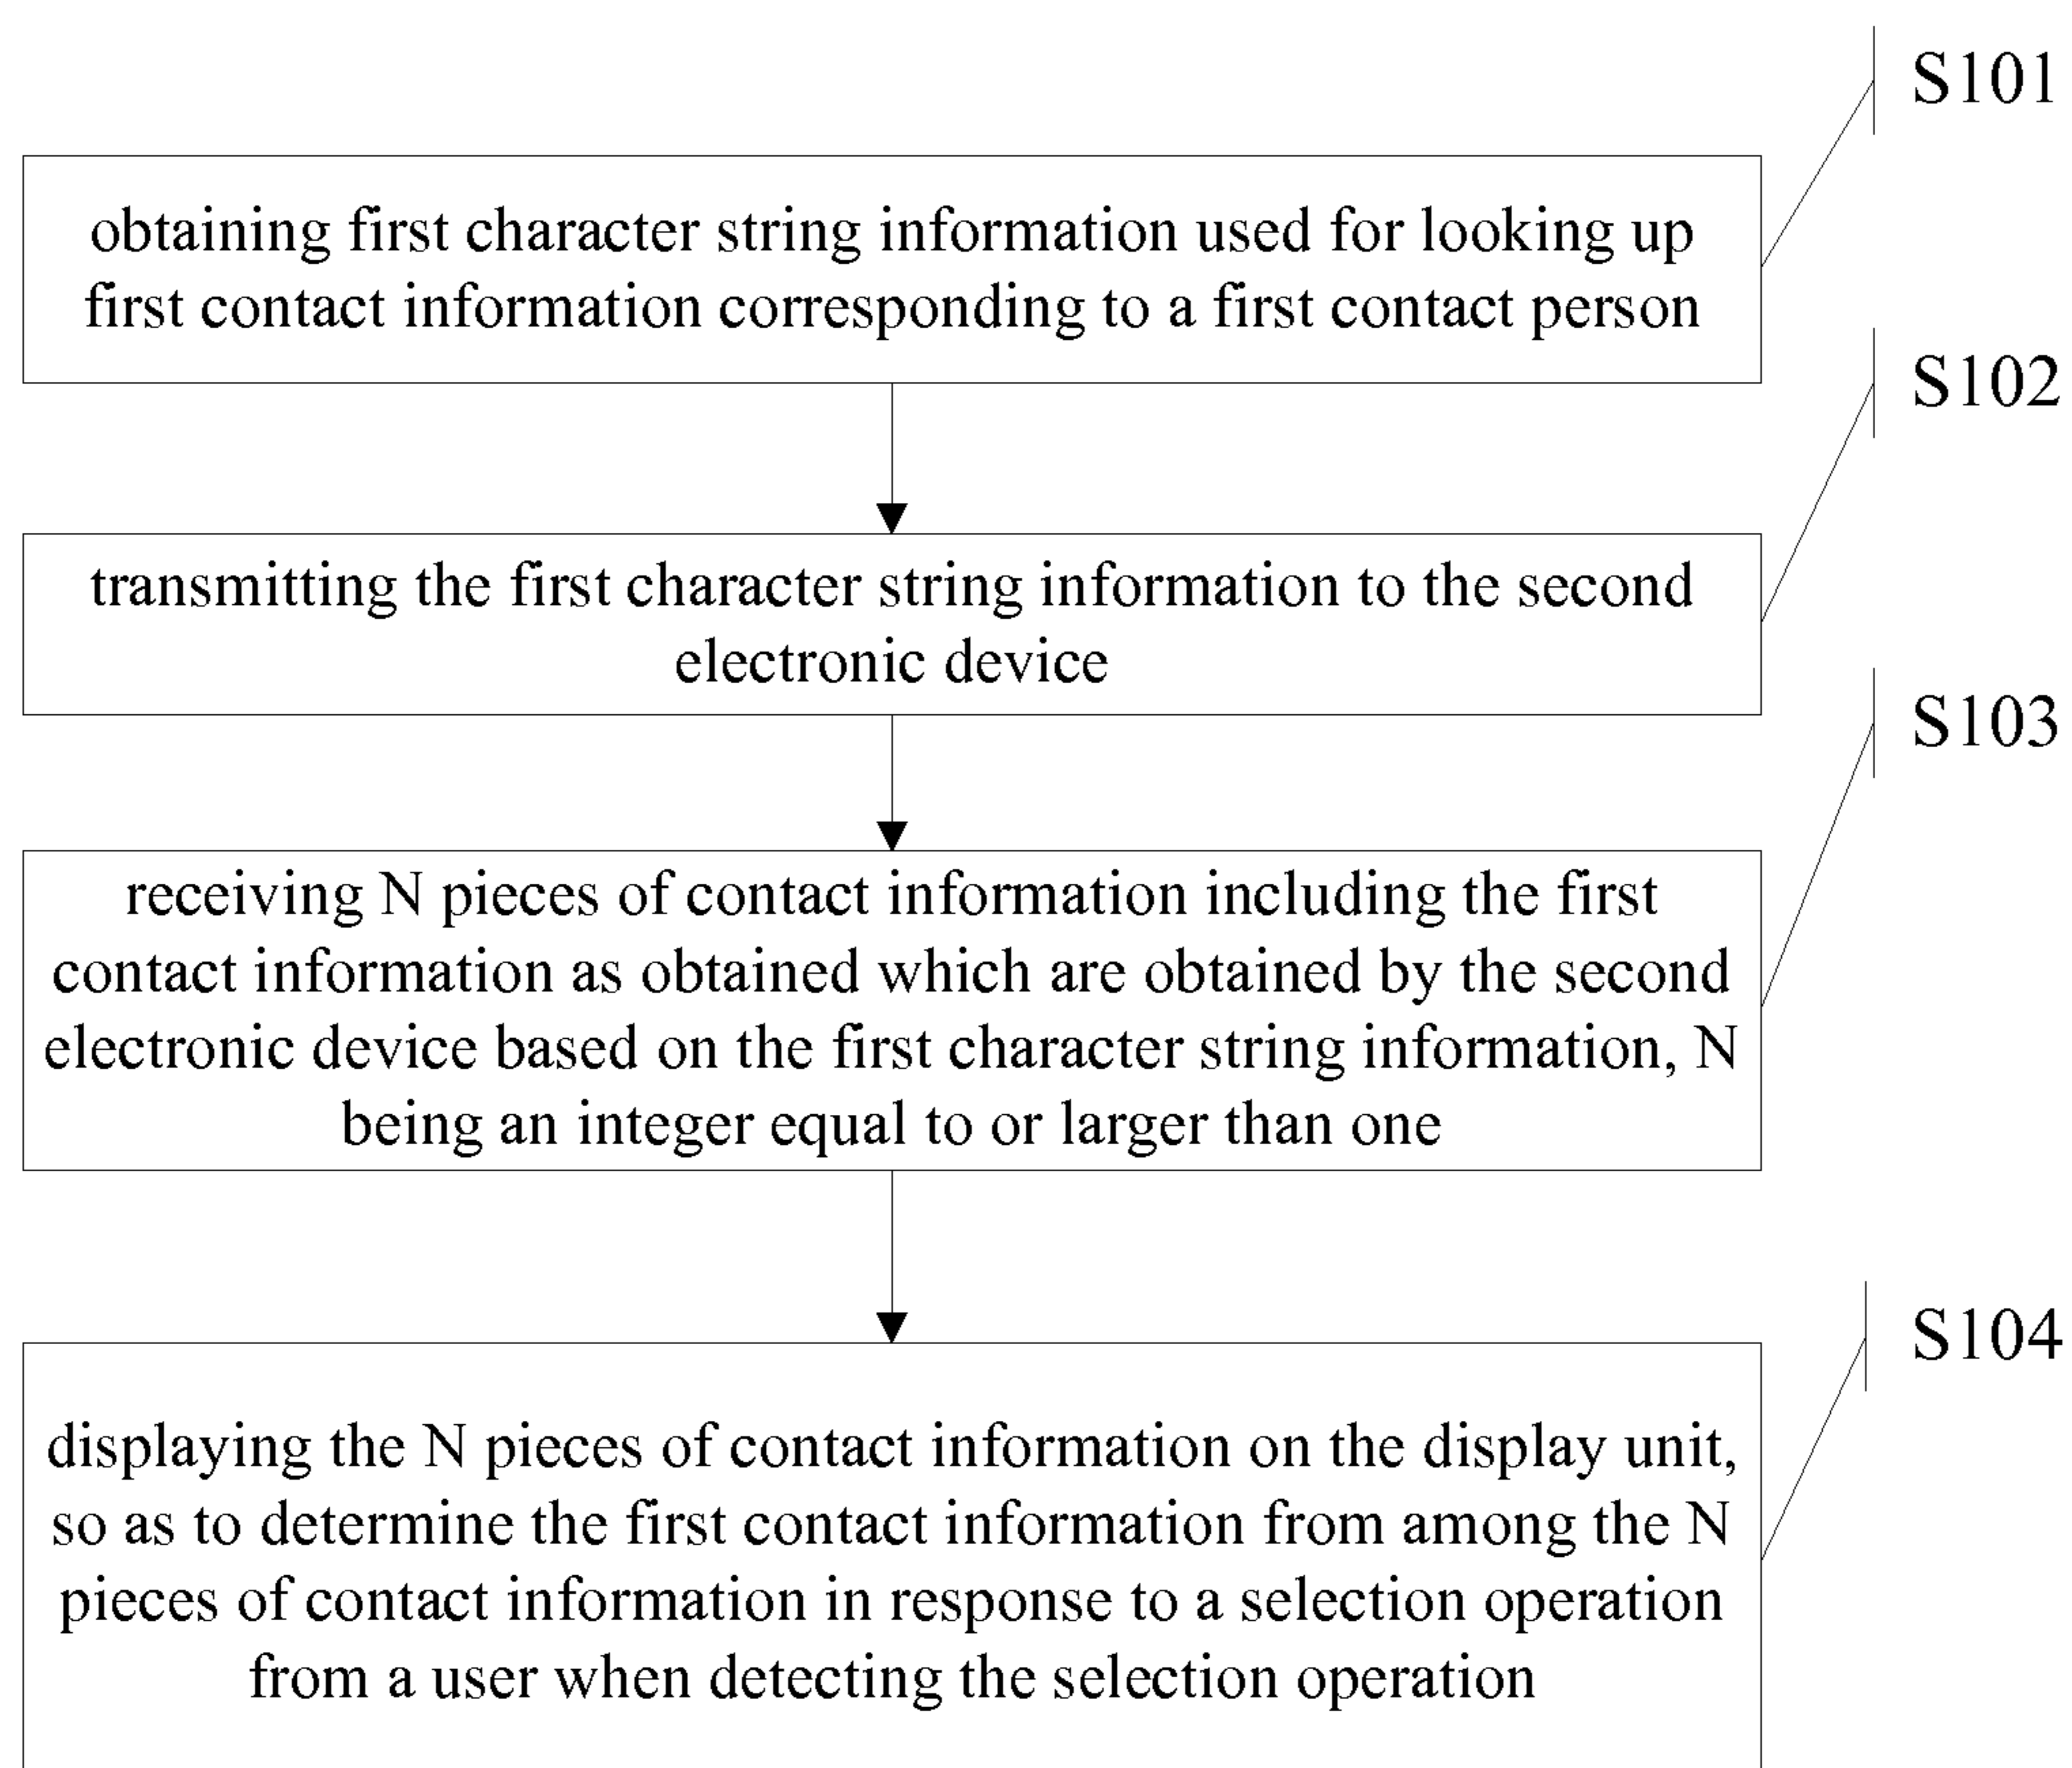 S101
obtaining first character string information used for looking up
first contact information corresponding to a first contact person
S102
transmitting the first character string information to the second
electronic device
S103
receiving N pieces of contact information including the first
contact information as obtained which are obtained by the second
electronic device based on the first character string information, N
being an integer equal to or larger than one
S104
displaying the N pieces of contact information on the display unit,
so as to determine the first contact information from among the N
pieces of contact information in response to a selection operation
from a user when detecting the selection operation